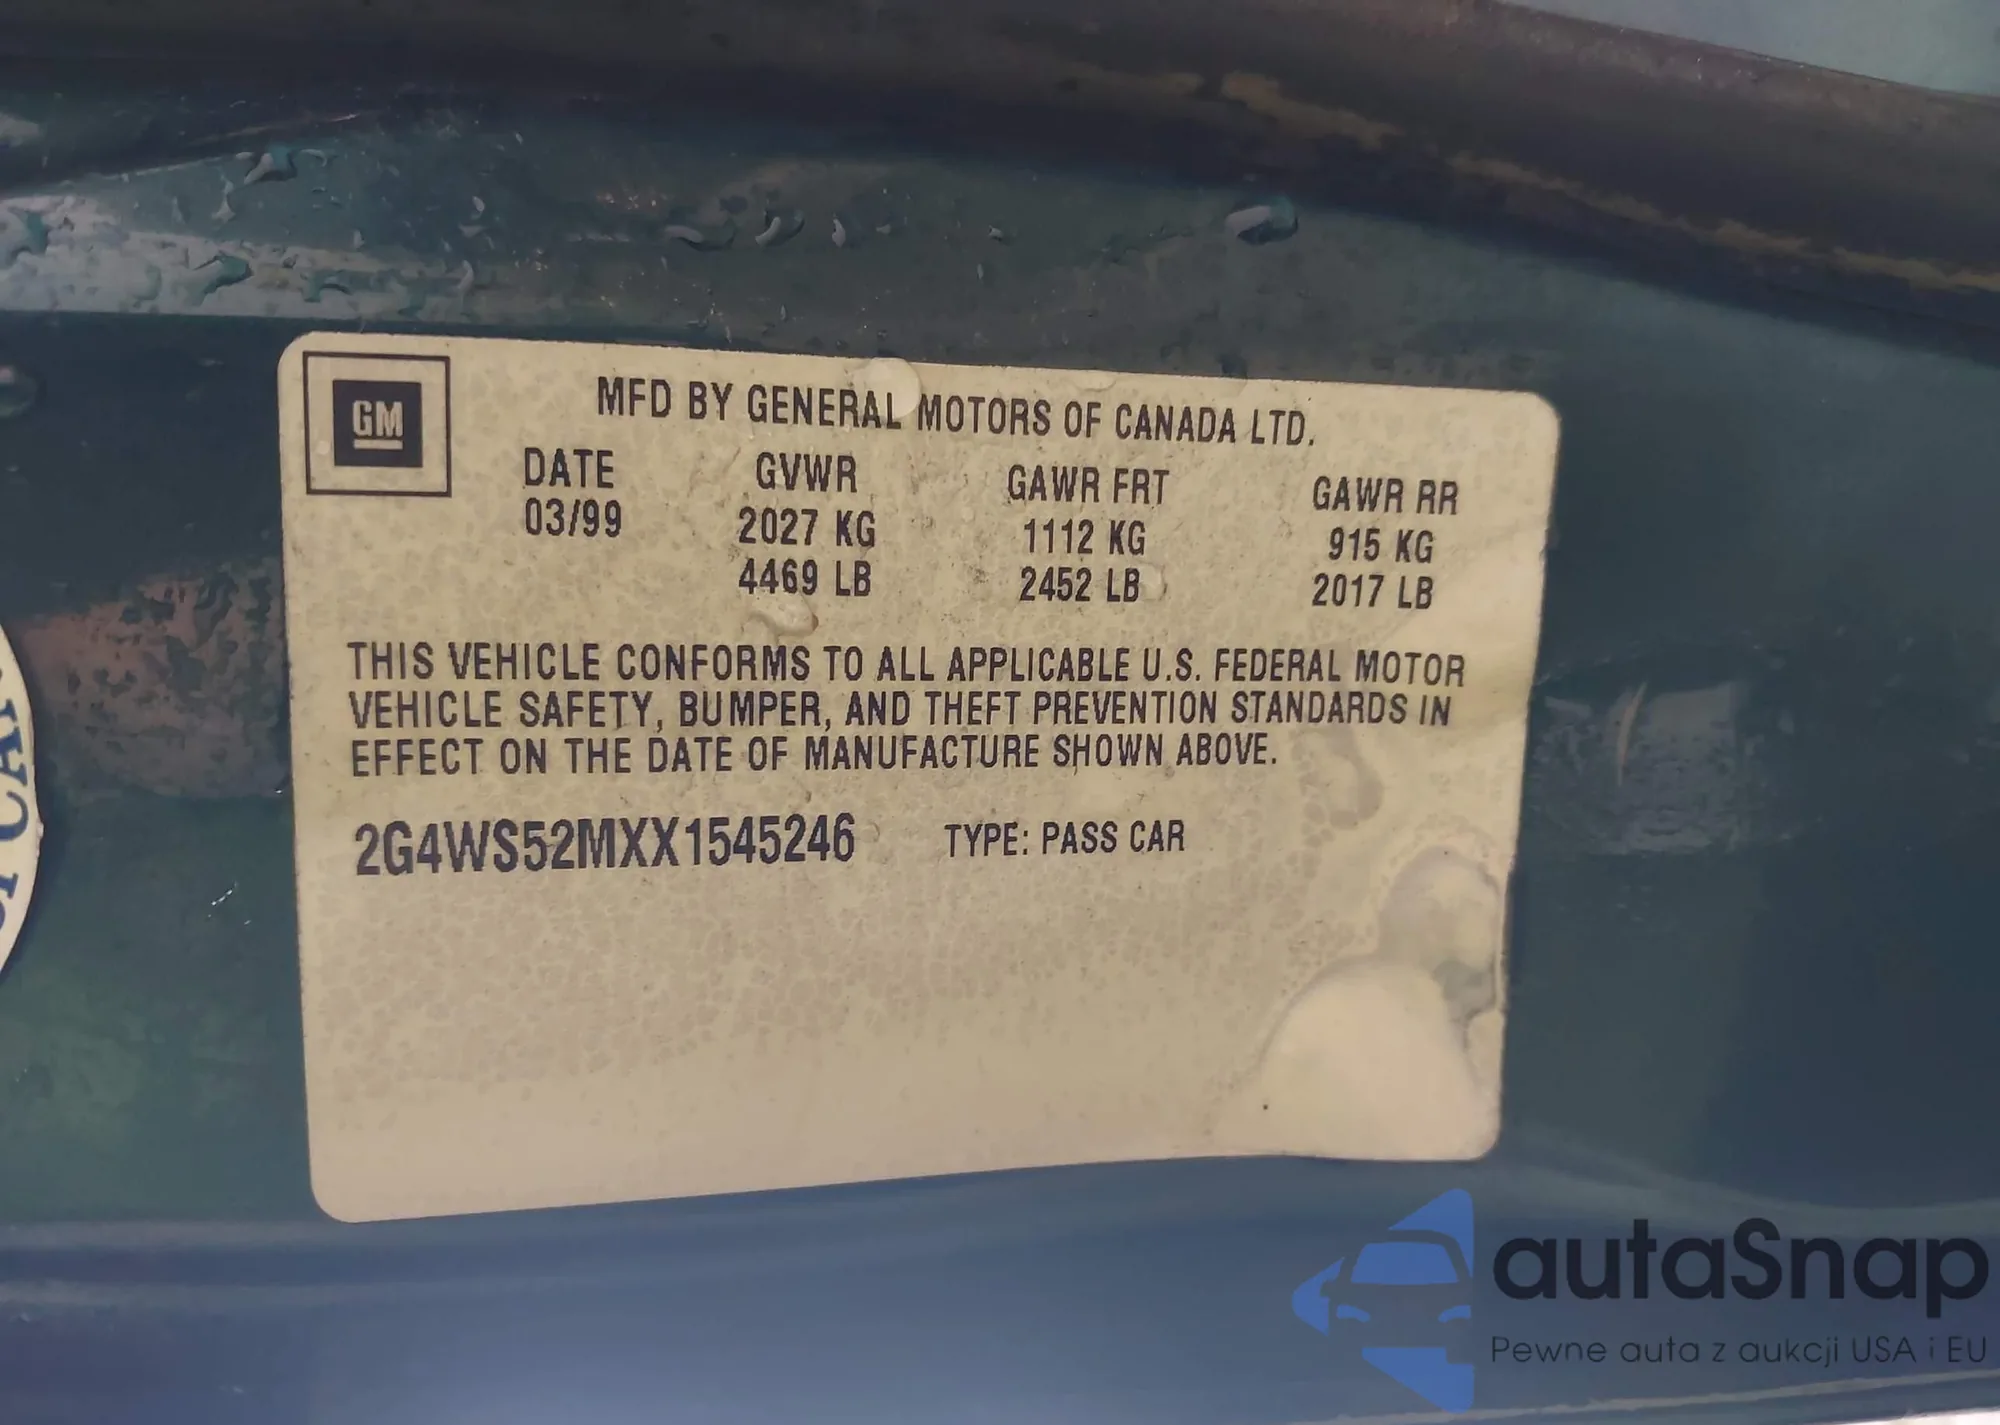 GM
MFD BY GENERAL MOTORS OF CANADA LTD.
DATE GVWR GAWR FRT GAWR RR
03/99 2027 KG 1112 KG 915 KG
4469 LB 2452 LB 2017 LB
THIS VEHICLE CONFORMS TO ALL APPLICABLE U.S. FEDERAL MOTOR
VEHICLE SAFETY, BUMPER, AND THEFT PREVENTION STANDARDS IN
EFFECT ON THE DATE OF MANUFACTURE SHOWN ABOVE.
2G4WS52MXX1545246 TYPE: PASS CAR
autaSnap
Pewne auta z aukcji USA i EU